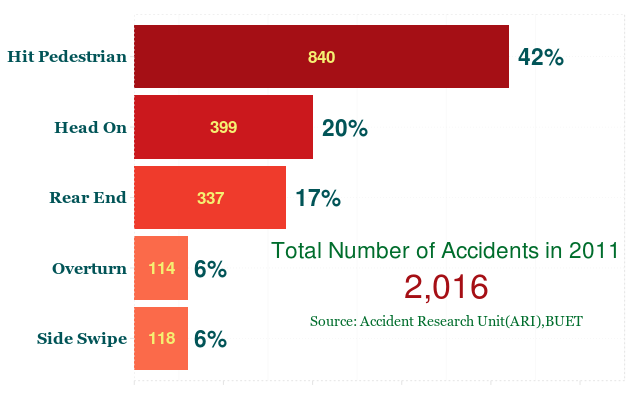 Hit Pedestrian 840 42%
Head On 399 20%
Rear End 337 17%
Overturn 114 6%
Side Swipe 118 6%
Total Number of Accidents in 2011
2,016
Source: Accident Research Unit(ARI),BUET